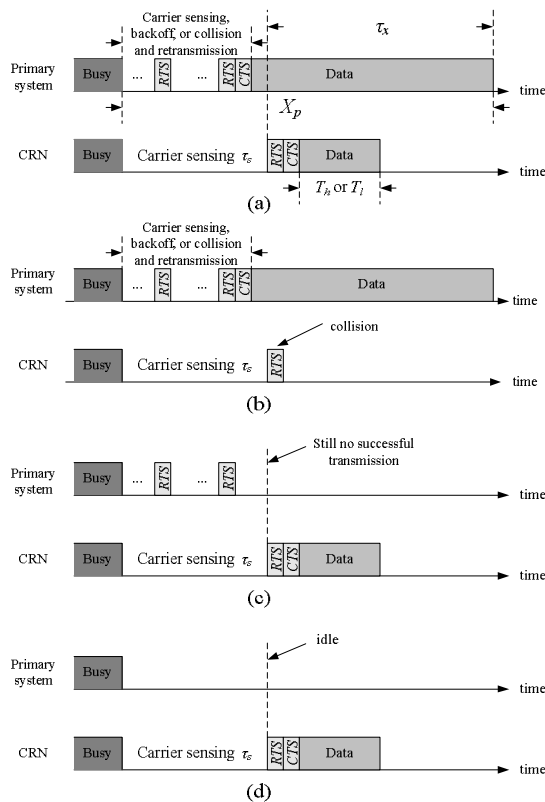 Carrier sensing,
backoff, or collision
and retransmission
τx
Primary
system
Busy
...
RTS
...
RTS
CTS
Data
time
Xp
CRN
Busy
Carrier sensing τs
RTS
CTS
Data
time
Th or Tl
(a)
Carrier sensing,
backoff, or collision
and retransmission
Primary
system
Busy
...
RTS
...
RTS
CTS
Data
time
collision
CRN
Busy
Carrier sensing τs
RTS
time
(b)
Still no successful
transmission
Primary
system
Busy
...
RTS
...
RTS
time
CRN
Busy
Carrier sensing τs
RTS
CTS
Data
time
(c)
idle
Primary
system
Busy
time
CRN
Busy
Carrier sensing τs
RTS
CTS
Data
time
(d)